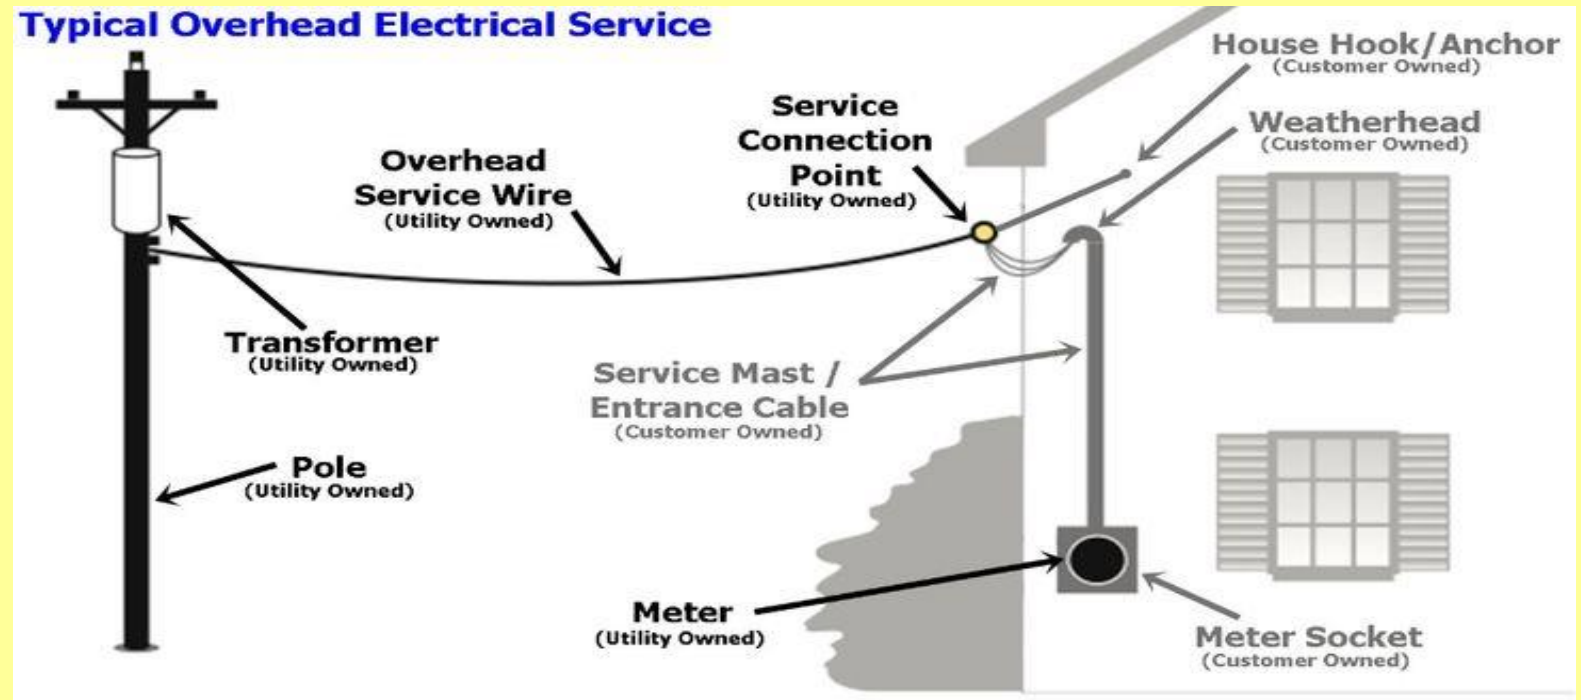 Typical Overhead Electrical Service
House Hook/Anchor
(Customer Owned)
Service
Connection
Point
(Utility Owned)
Weatherhead
(Customer Owned)
Overhead
Service Wire
(Utility Owned)
Transformer
(Utility Owned)
Service Mast /
Entrance Cable
(Customer Owned)
Pole
(Utility Owned)
Meter
(Utility Owned)
Meter Socket
(Customer Owned)